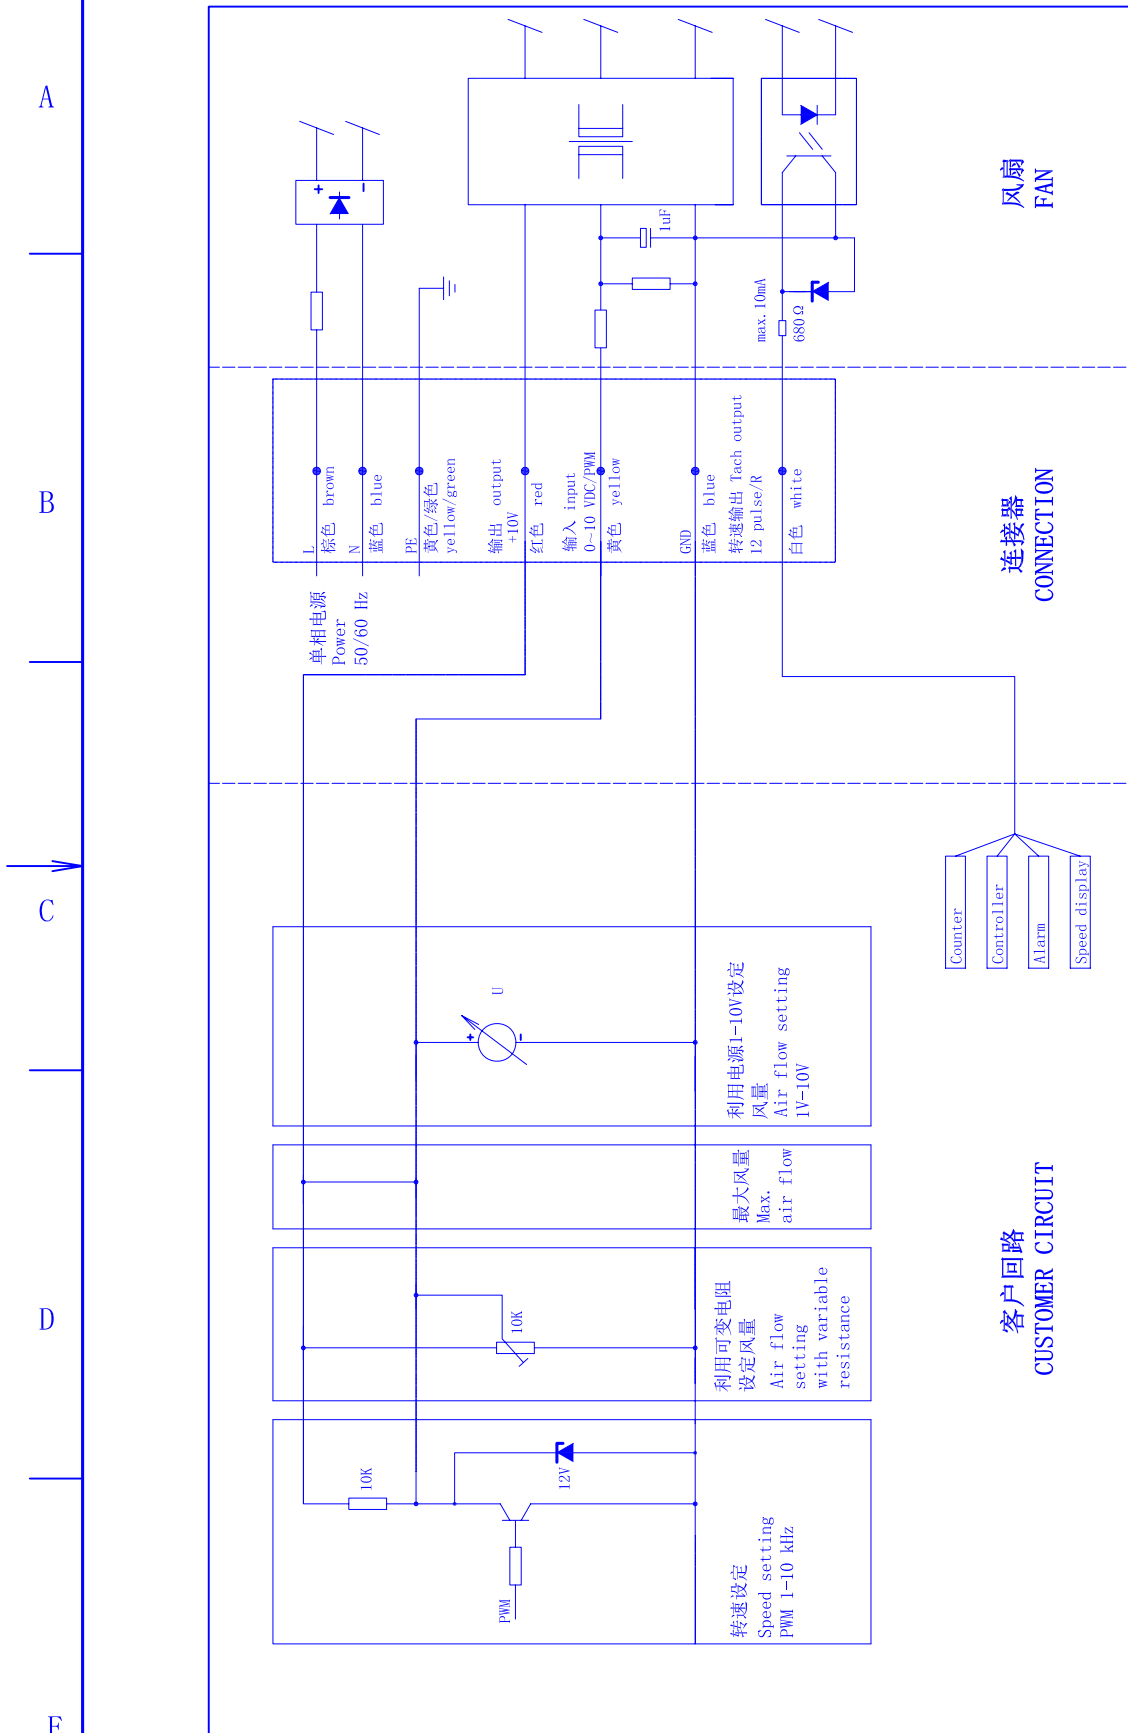 A
B
C
D
风扇
FAN
+
−
1uF
max. 10mA
680Ω
连接器
CONNECTION
L
棕色 brown
N
蓝色 blue
PE
黄色/绿色
yellow/green
输出 output
+10V
红色 red
输入 input
0~10 VDC/PWM
黄色 yellow
GND
蓝色 blue
转速输出 Tach output
12 pulse/R
白色 white
单相电源
Power
50/60 Hz
Counter
Controller
Alarm
Speed display
客户回路
CUSTOMER CIRCUIT
U
+
−
利用电源1-10V设定
风量
Air flow setting
1V-10V
最大风量
Max.
air flow
10K
利用可变电阻
设定风量
Air flow
setting
with variable
resistance
10K
12V
PWM
转速设定
Speed setting
PWM 1-10 kHz